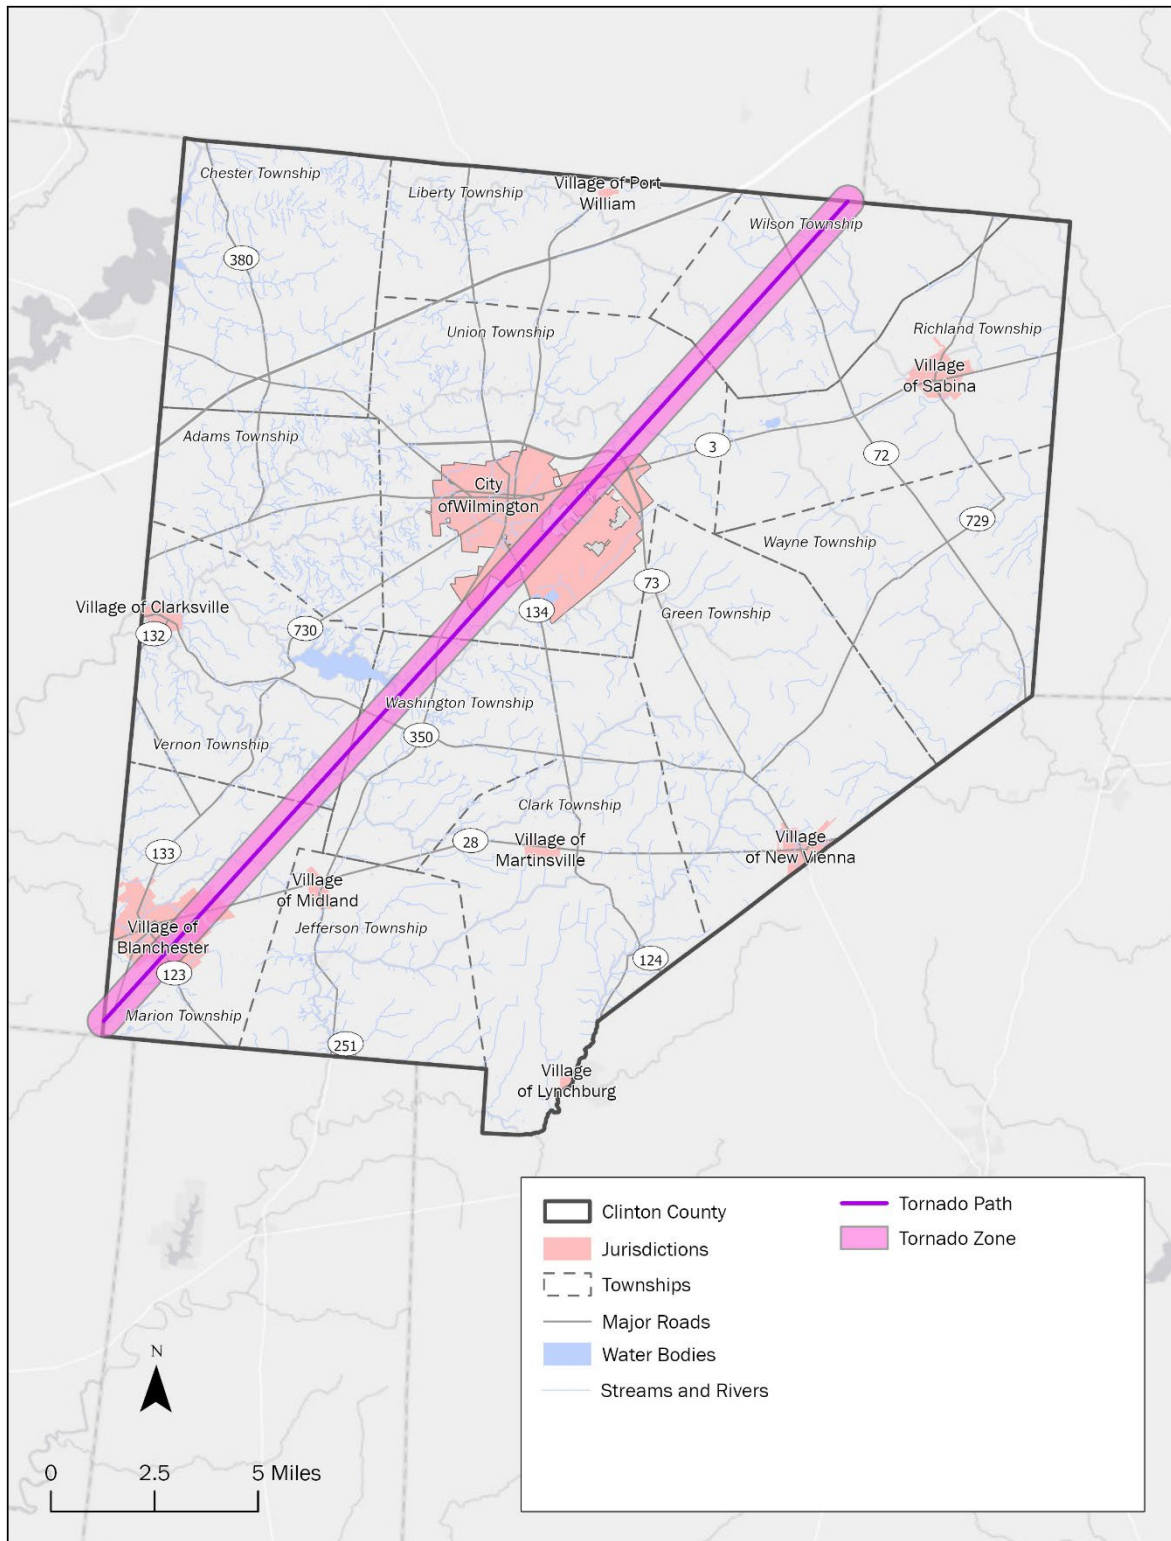 Chester Township
Liberty Township
Village of Port
William
Wilson Township
380
Union Township
Richland Township
Village
of Sabina
Adams Township
3
72
City
ofWilmington
729
Wayne Township
73
Village of Clarksville
134
Green Township
132
730
Washington Township
350
Vernon Township
Clark Township
28
Village of
Martinsville
Village
of New Vienna
133
Village
of Midland
Village of
Blanchester
Jefferson Township
123
124
Marion Township
251
Village
of Lynchburg
Clinton County
Jurisdictions
Townships
Major Roads
Water Bodies
Streams and Rivers
Tornado Path
Tornado Zone
N
0 2.5 5 Miles